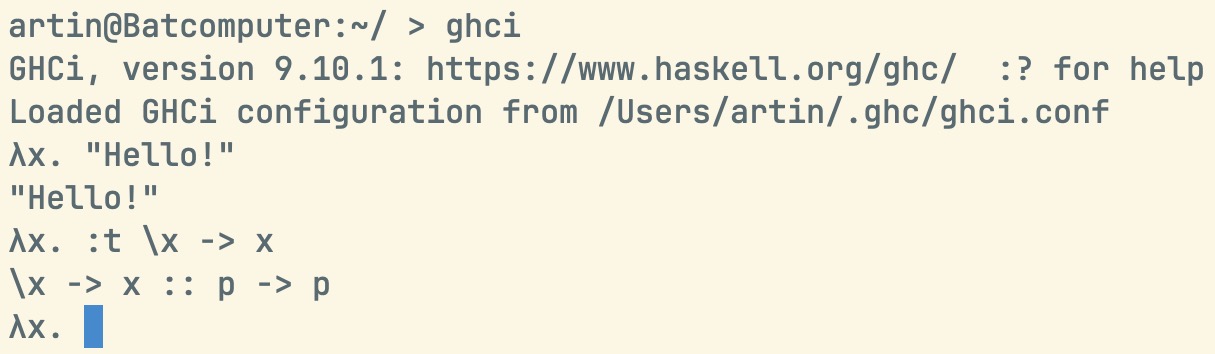 artin@Batcomputer:~/ > ghci
GHCi, version 9.10.1: https://www.haskell.org/ghc/  :? for help
Loaded GHCi configuration from /Users/artin/.ghc/ghci.conf
λx. "Hello!"
"Hello!"
λx. :t \x -> x
\x -> x :: p -> p
λx.